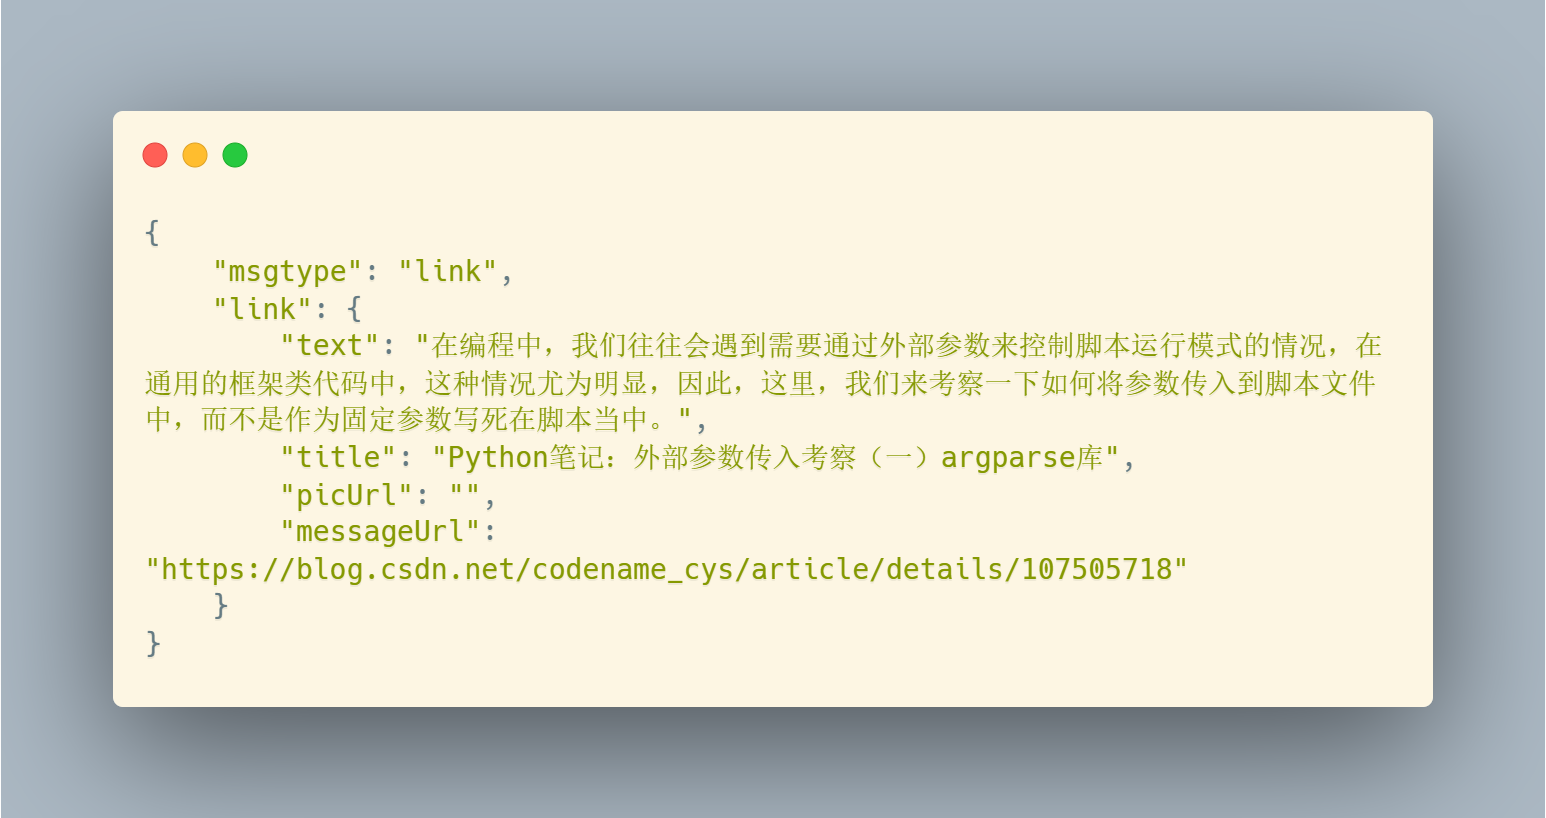 {
    "msgtype": "link",
    "link": {
        "text": "在编程中，我们往往会遇到需要通过外部参数来控制脚本运行模式的情况，在
通用的框架类代码中，这种情况尤为明显，因此，这里，我们来考察一下如何将参数传入到脚本文件
中，而不是作为固定参数写死在脚本当中。",
        "title": "Python笔记：外部参数传入考察（一）argparse库",
        "picUrl": "",
        "messageUrl":
"https://blog.csdn.net/codename_cys/article/details/107505718"
    }
}